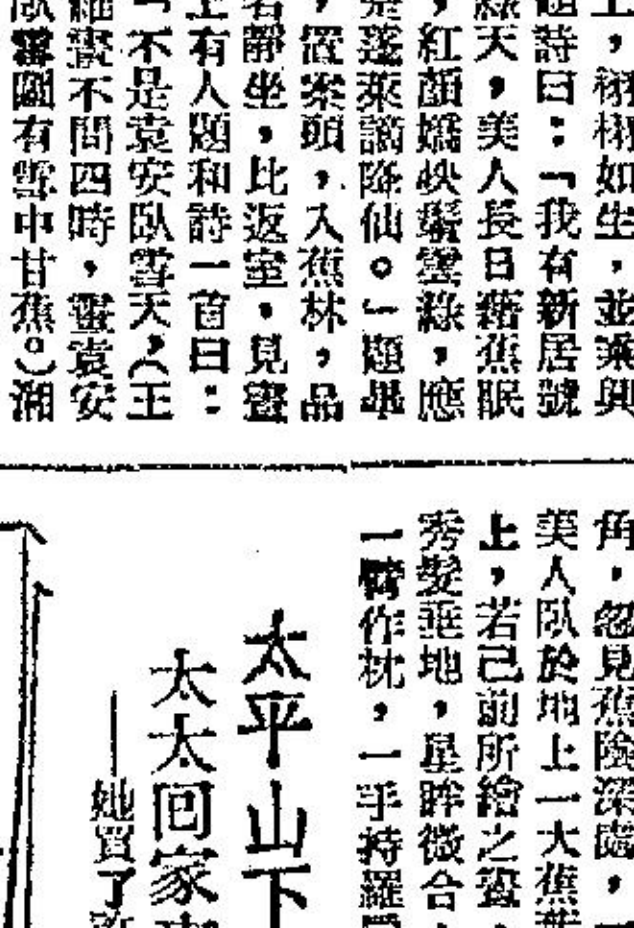 上，栩栩如生，並乘興
題詩曰：「我有新居號
綠天，美人長日藉蕉眠
，紅顏嬌映鬢雲綠，應
是蓬萊謫降仙。」題畢
，置案頭，入蕉林，品
茗靜坐，比返室，見畫
上有人題和詩一首曰：
「不是袁安臥雪天，（王
維畫不問四時，畫袁安
臥雪圖有雪中甘蕉。）湘
角，忽見蕉陰深處，一
美人臥於地上一大蕉葉
上，若己前所繪之畫，
秀髮垂地，星眸微合，
一臂作枕，一手持羅
太平山下
太太回家
——她買了許